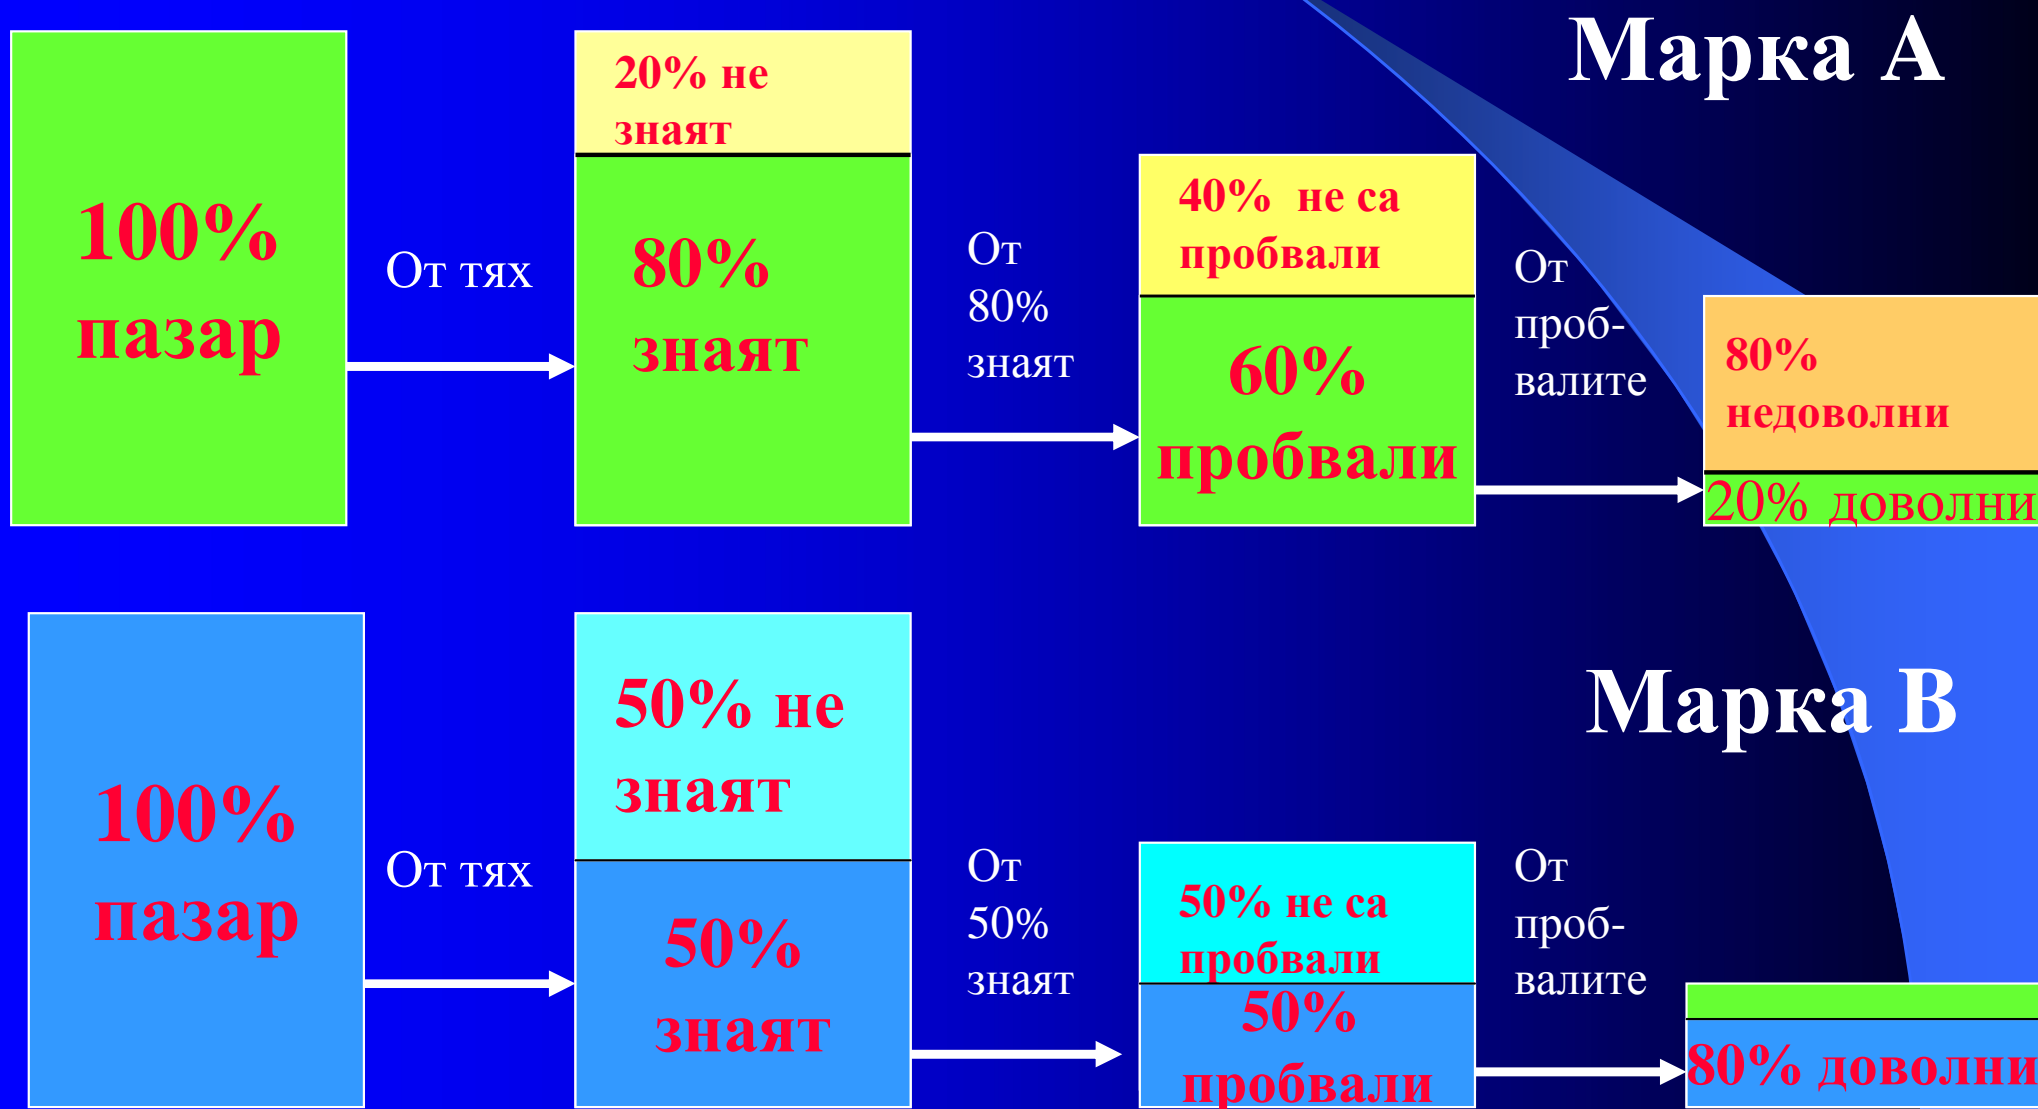 Марка А
100%
пазар
От тях
20% не
знаят
80%
знаят
От
80%
знаят
40% не са
пробвали
60%
пробвали
От
проб-
валите
80%
недоволни
20% доволни
Марка В
100%
пазар
От тях
50% не
знаят
50%
знаят
От
50%
знаят
50% не са
пробвали
50%
пробвали
От
проб-
валите
80% доволни